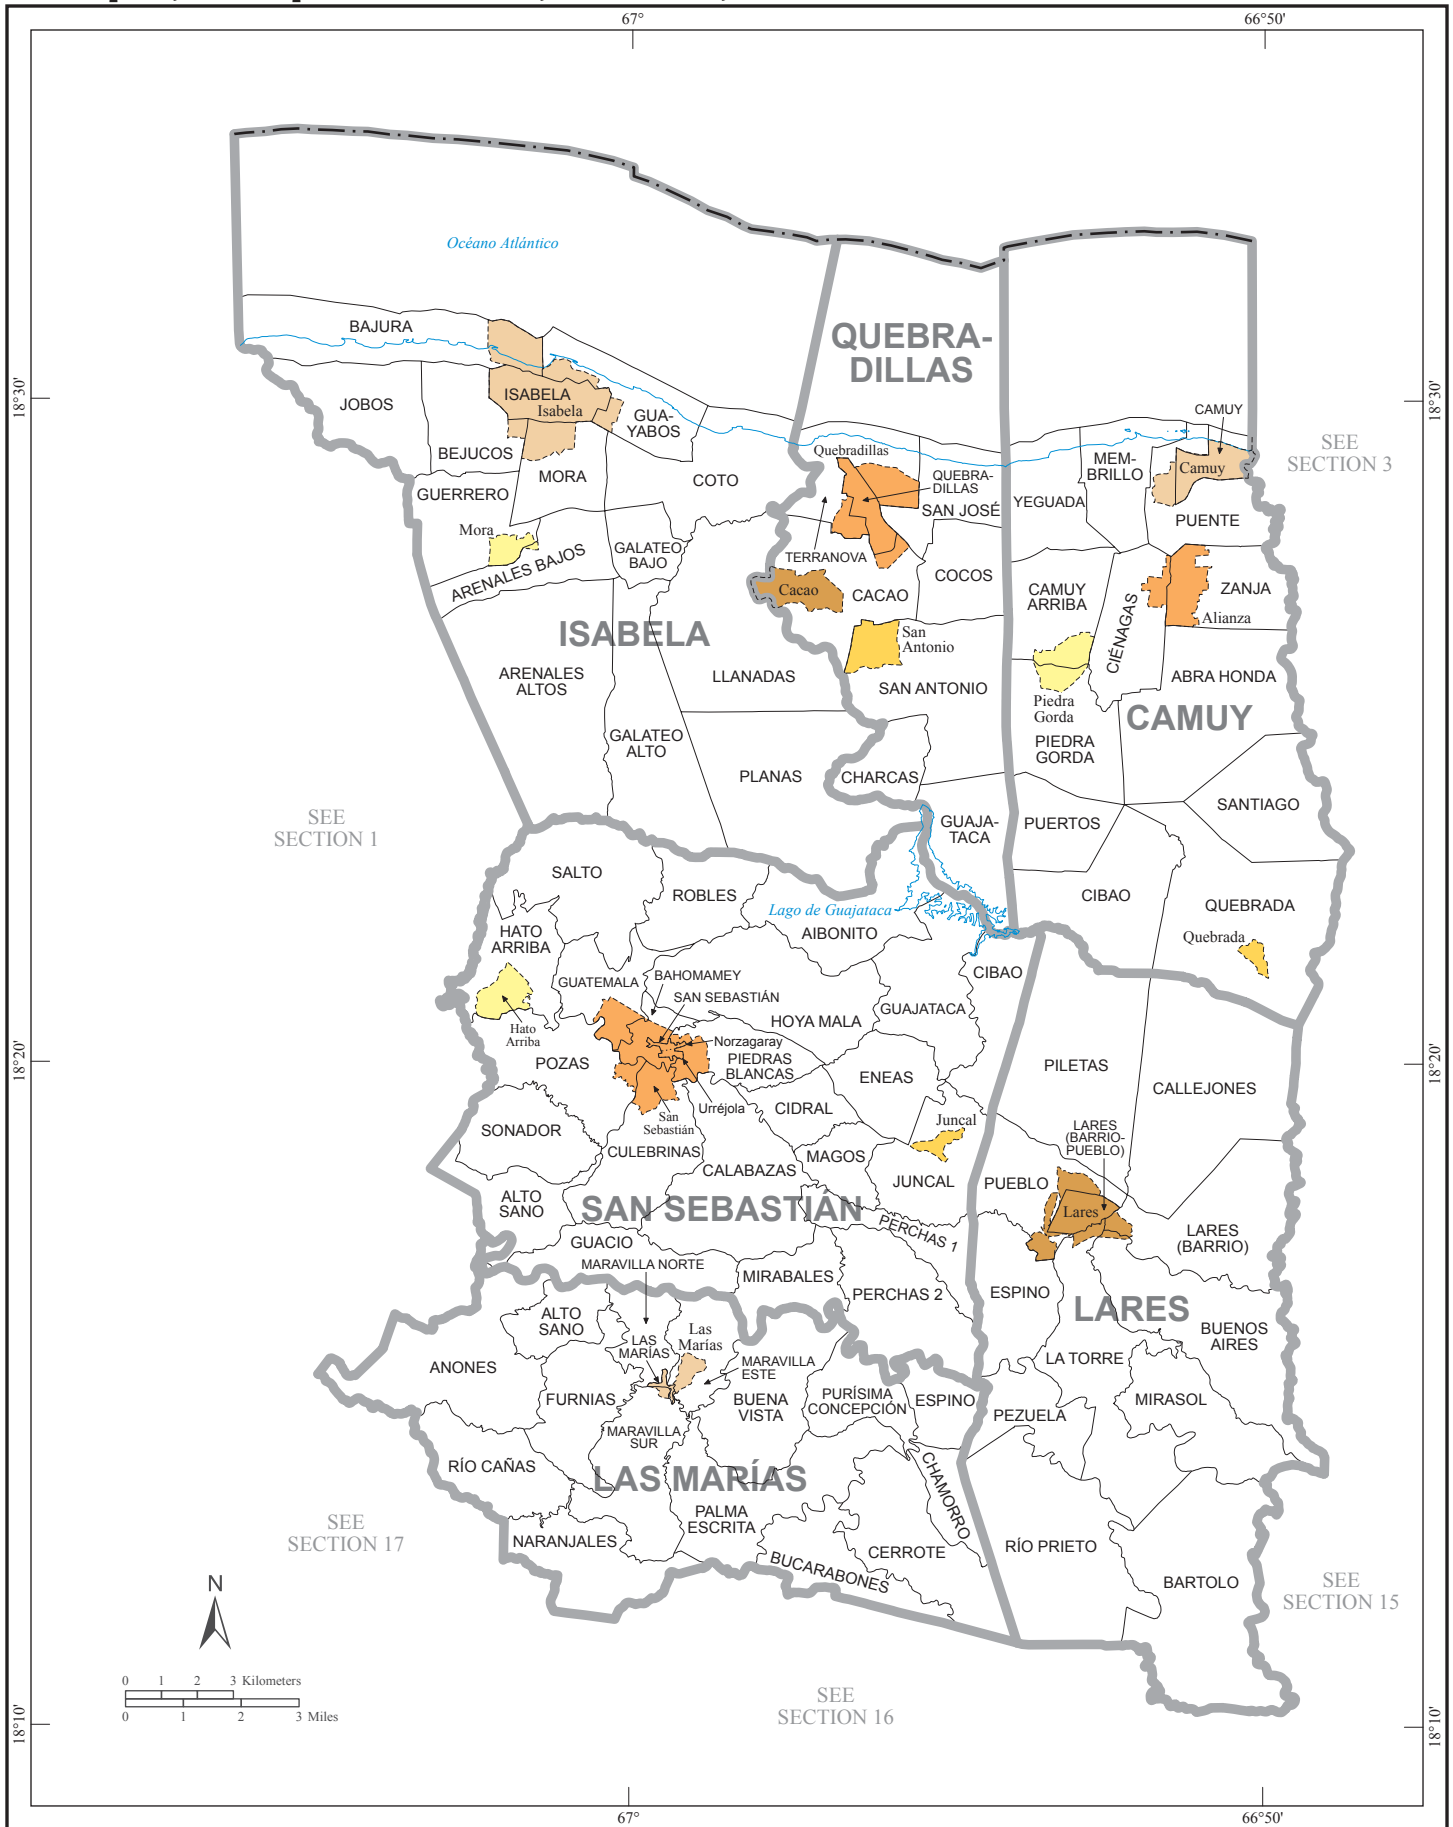 67°
66°50'
Océano Atlántico
BAJURA
QUEBRA-
DILLAS
18°30'
18°30'
JOBOS
ISABELA
Isabela
GUA-
YABOS
CAMUY
SEE
SECTION 3
BEJUCOS
MORA
COTO
Quebradillas
QUEBRA-
DILLAS
MEM-
BRILLO
Camuy
GUERRERO
YEGUADA
SAN JOSÉ
PUENTE
Mora
GALATEO
BAJO
TERRANOVA
ARENALES BAJOS
COCOS
Cacao
CACAO
CAMUY
ARRIBA
ZANJA
Alianza
CIÉNAGAS
ISABELA
San
Antonio
ARENALES
ALTOS
LLANADAS
SAN ANTONIO
ABRA HONDA
Piedra
Gorda
CAMUY
GALATEO
ALTO
PIEDRA
GORDA
PLANAS
CHARCAS
SANTIAGO
SEE
SECTION 1
GUAJA-
TACA
PUERTOS
SALTO
ROBLES
CIBAO
QUEBRADA
Lago de Guajataca
AIBONITO
Quebrada
HATO
ARRIBA
CIBAO
GUATEMALA
BAHOMAMEY
SAN SEBASTIÁN
GUAJATACA
Hato
Arriba
HOYA MALA
Norzagaray
18°20'
18°20'
POZAS
PIEDRAS
BLANCAS
ENEAS
PILETAS
CALLEJONES
CIDRAL
Urréjola
San
Sebastián
Juncal
LARES
(BARRIO-
PUEBLO)
SONADOR
CULEBRINAS
MAGOS
CALABAZAS
JUNCAL
PUEBLO
ALTO
SANO
SAN SEBASTIÁN
Lares
PERCHAS 1
LARES
(BARRIO)
GUACIO
MARAVILLA NORTE
MIRABALES
PERCHAS 2
ESPINO
LARES
ALTO
SANO
LAS
MARÍAS
Las
Marías
BUENOS
AIRES
ANONES
MARAVILLA
ESTE
LA TORRE
FURNIAS
BUENA
VISTA
PURÍSIMA
CONCEPCIÓN
ESPINO
MIRASOL
PEZUELA
MARAVILLA
SUR
RÍO CAÑAS
LAS MARÍAS
CHAMORRO
PALMA
ESCRITA
SEE
SECTION 17
NARANJALES
CERROTE
RÍO PRIETO
BUCARABONES
BARTOLO
SEE
SECTION 15
N
0 1 2 3 Kilometers
0 1 2 3 Miles
SEE
SECTION 16
18°10'
18°10'
67°
66°50'